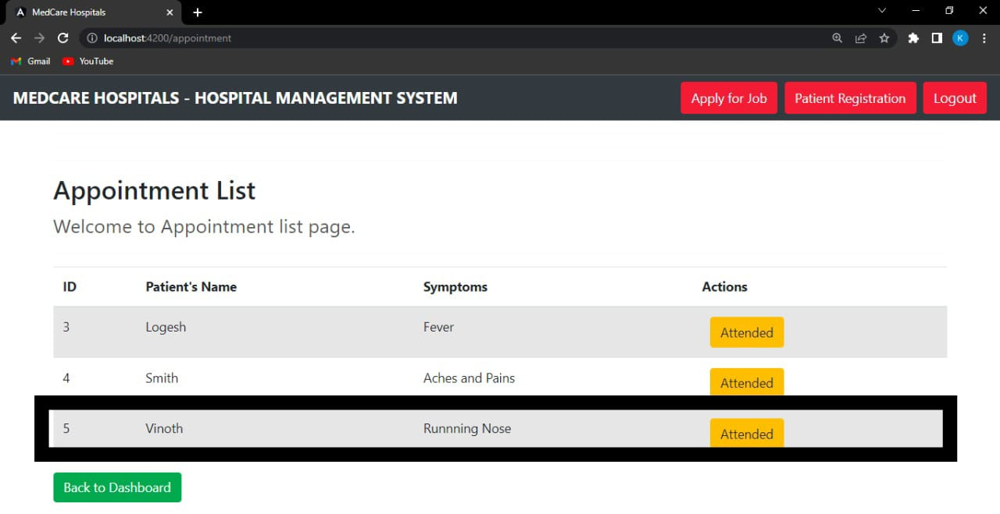 MedCare Hospitals
localhost:4200/appointment
K
Gmail YouTube
MEDCARE HOSPITALS - HOSPITAL MANAGEMENT SYSTEM Apply for Job Patient Registration Logout
Appointment List
Welcome to Appointment list page.
ID Patient's Name Symptoms Actions
3 Logesh Fever Attended
4 Smith Aches and Pains Attended
5 Vinoth Runnning Nose Attended
Back to Dashboard